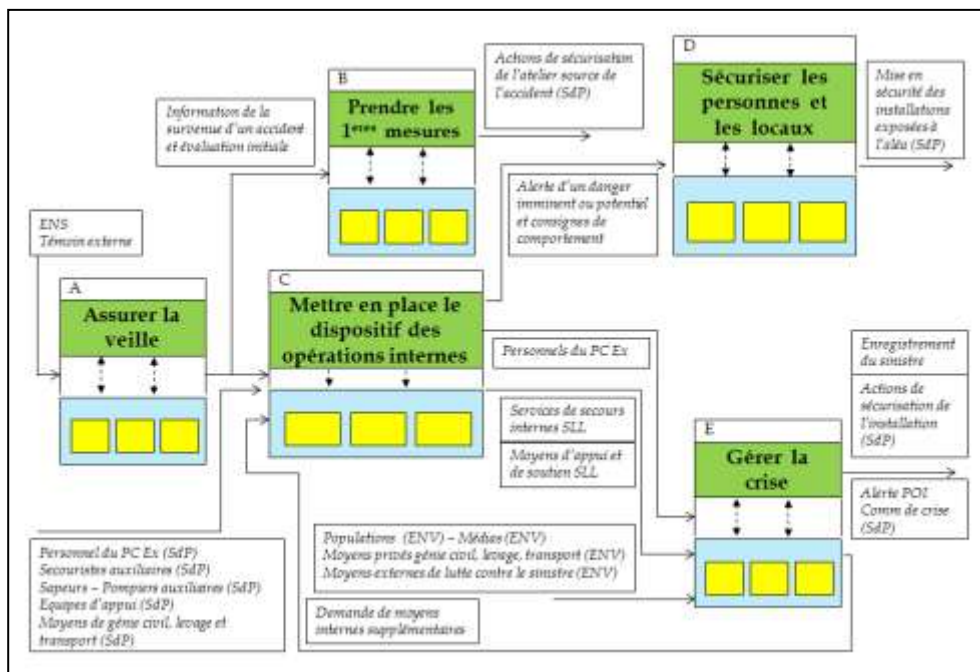 B
Prendre les
1ères mesures
Actions de sécurisation
de l'atelier source de
l'accident (SdP)
D
Sécuriser les
personnes et
les locaux
Mise en
sécurité des
installations
exposées à
l'aléa (SdP)
Information de la
survenue d'un accident
et évaluation initiale
Alerte d'un danger
imminent ou potentiel
et consignes de
comportement
ENS
Témoin externe
A
Assurer la
veille
C
Mettre en place le
dispositif des
opérations internes
Personnels du PC Ex
Enregistrement
du sinistre
Actions de
sécurisation de
l'installation
(SdP)
Services de secours
internes SLL
Moyens d'appui et
de soutien SLL
E
Gérer la
crise
Alerte POI
Comm de crise
(SdP)
Personnel du PC Ex (SdP)
Secouristes auxiliaires (SdP)
Sapeurs – Pompiers auxiliaires (SdP)
Equipes d'appui (SdP)
Moyens de génie civil, levage et
transport (SdP)
Populations (ENV) – Médias (ENV)
Moyens privés génie civil, levage, transport (ENV)
Moyens externes de lutte contre le sinistre (ENV)
Demande de moyens
internes supplémentaires